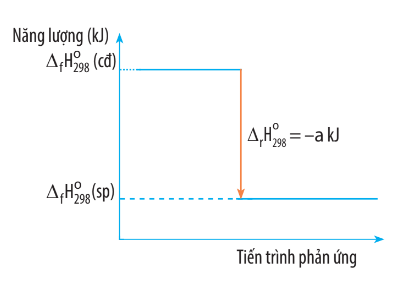 Năng lượng (kJ)
ΔfH°298 (cđ)
ΔrH°298 = –a kJ
ΔfH°298(sp)
Tiến trình phản ứng